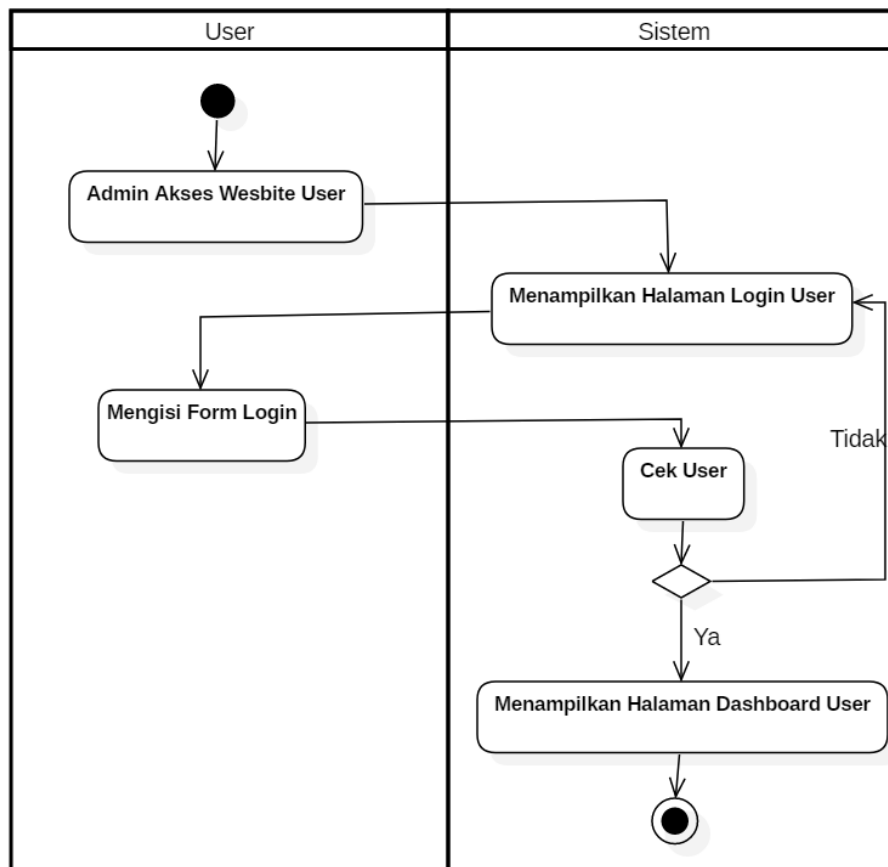 User
Sistem
Admin Akses Wesbite User
Menampilkan Halaman Login User
Mengisi Form Login
Tidak
Cek User
Ya
Menampilkan Halaman Dashboard User